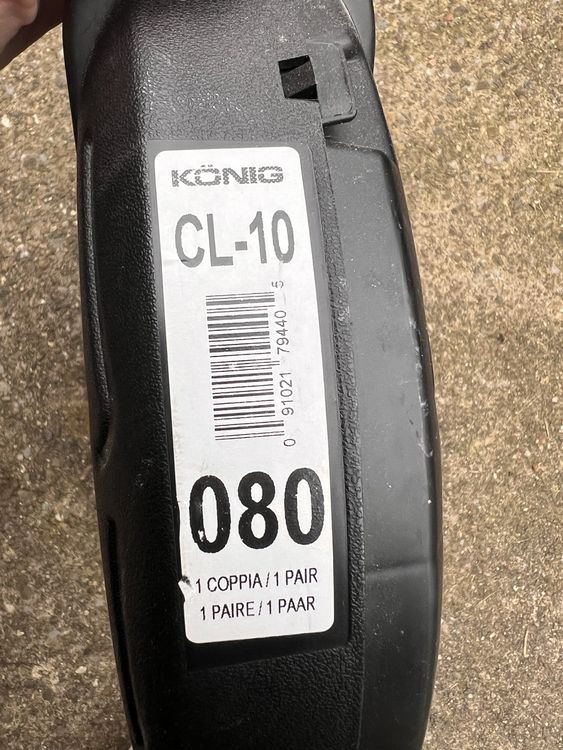 KÖNIG
CL-10
0 91021 79440 5
080
1 COPPIA / 1 PAIR
1 PAIRE / 1 PAAR